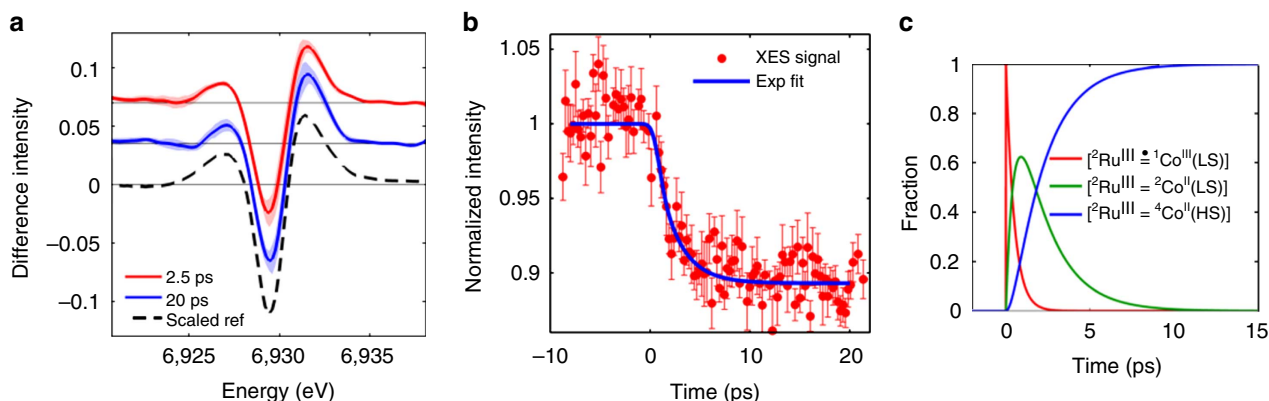 a
Difference intensity
0.1
0.05
0
−0.05
−0.1
2.5 ps
20 ps
Scaled ref
6,925
6,930
6,935
Energy (eV)
b
Normalized intensity
1.05
1
0.95
0.9
XES signal
Exp fit
−10
0
10
20
Time (ps)
c
Fraction
1
0.8
0.6
0.4
0.2
0
[²Ruᴵᴵᴵ •= ¹Coᴵᴵᴵ(LS)]
[²Ruᴵᴵᴵ = ²Coᴵᴵ(LS)]
[²Ruᴵᴵᴵ = ⁴Coᴵᴵ(HS)]
0
5
10
15
Time (ps)